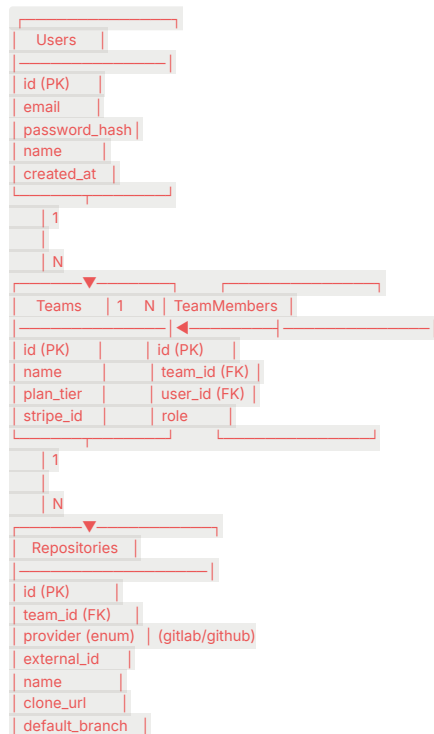 Users
id (PK)
email
password_hash
name
created_at
1
N
Teams 1 N TeamMembers
id (PK) id (PK)
name team_id (FK)
plan_tier user_id (FK)
stripe_id role
1
N
Repositories
id (PK)
team_id (FK)
provider (enum) (gitlab/github)
external_id
name
clone_url
default_branch